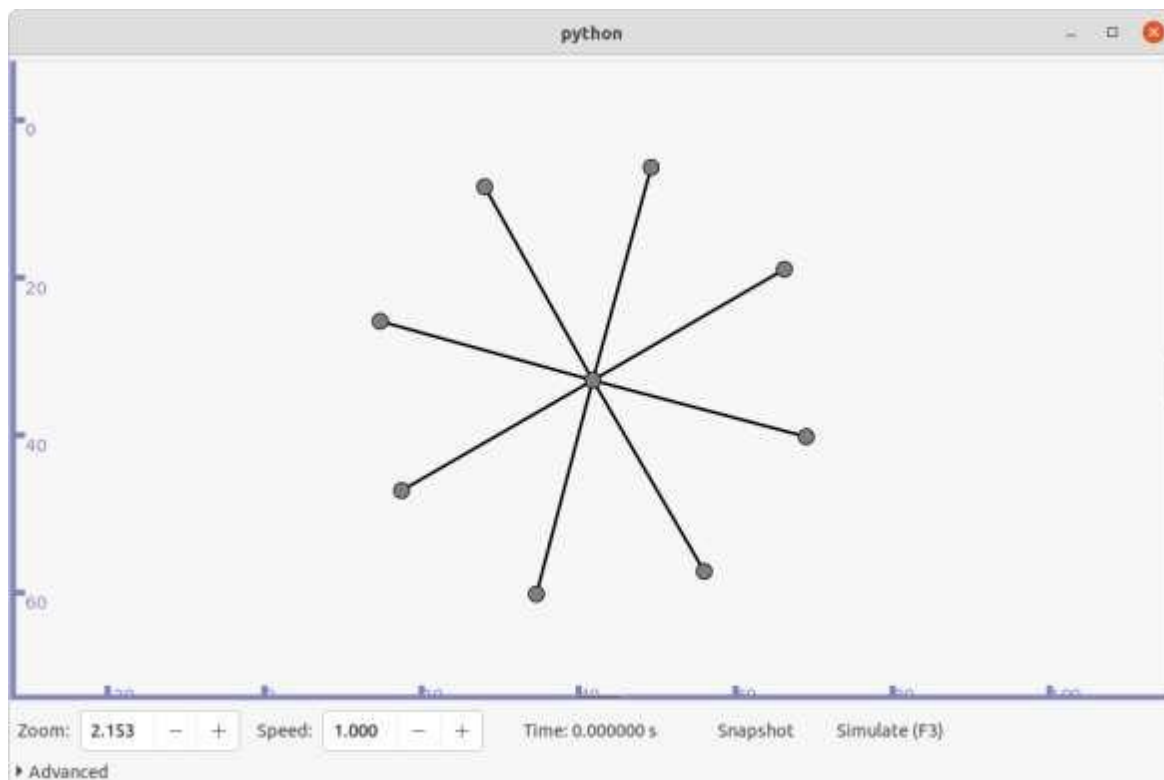 python
0
20
40
60
Zoom: 2.153 − + Speed: 1.000 − + Time: 0.000000 s Snapshot Simulate (F3)
Advanced